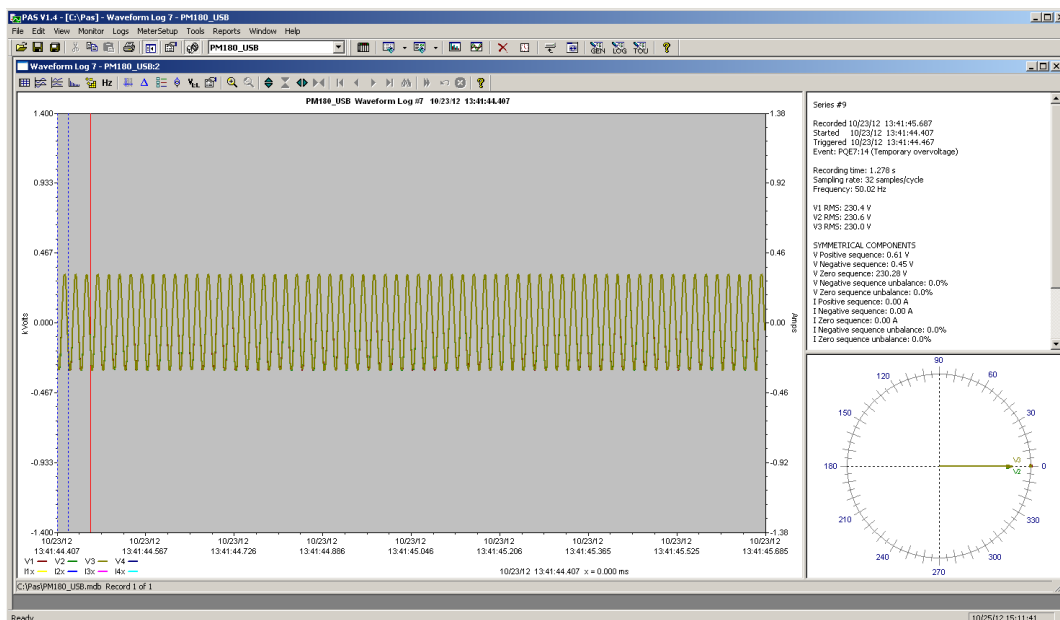 PAS V1.4 - [C:\Pas] - Waveform Log 7 - PM180_USB
File Edit View Monitor Logs MeterSetup Tools Reports Window Help
PM180_USB
GEN LOG TOU
Waveform Log 7 - PM180_USB:2
Hz
PM180_USB Waveform Log #7 10/23/12 13:41:44.407
1.400
0.933
0.467
0.000
-0.467
-0.933
-1.400
kVolts
1.38
0.92
0.46
0.00
-0.46
-0.92
-1.38
Amps
10/23/12 10/23/12 10/23/12 10/23/12 10/23/12 10/23/12 10/23/12 10/23/12 10/23/12
13:41:44.407 13:41:44.567 13:41:44.726 13:41:44.886 13:41:45.046 13:41:45.206 13:41:45.365 13:41:45.525 13:41:45.685
V1 V2 V3 V4
I1x I2x I3x I4x
10/23/12 13:41:44.407 x = 0.000 ms
Series #9
Recorded 10/23/12 13:41:45.687
Started 10/23/12 13:41:44.407
Triggered 10/23/12 13:41:44.467
Event: PQE7:14 (Temporary overvoltage)
Recording time: 1.278 s
Sampling rate: 32 samples/cycle
Frequency: 50.02 Hz
V1 RMS: 230.4 V
V2 RMS: 230.6 V
V3 RMS: 230.0 V
SYMMETRICAL COMPONENTS
V Positive sequence: 0.61 V
V Negative sequence: 0.45 V
V Zero sequence: 230.28 V
V Negative sequence unbalance: 0.0%
V Zero sequence unbalance: 0.0%
I Positive sequence: 0.00 A
I Negative sequence: 0.00 A
I Zero sequence: 0.00 A
I Negative sequence unbalance: 0.0%
I Zero sequence unbalance: 0.0%
90
120 60
150 30
180 V3 0
V2
210 330
240 300
270
C:\Pas\PM180_USB.mdb Record 1 of 1
Ready
10/25/12 15:11:41